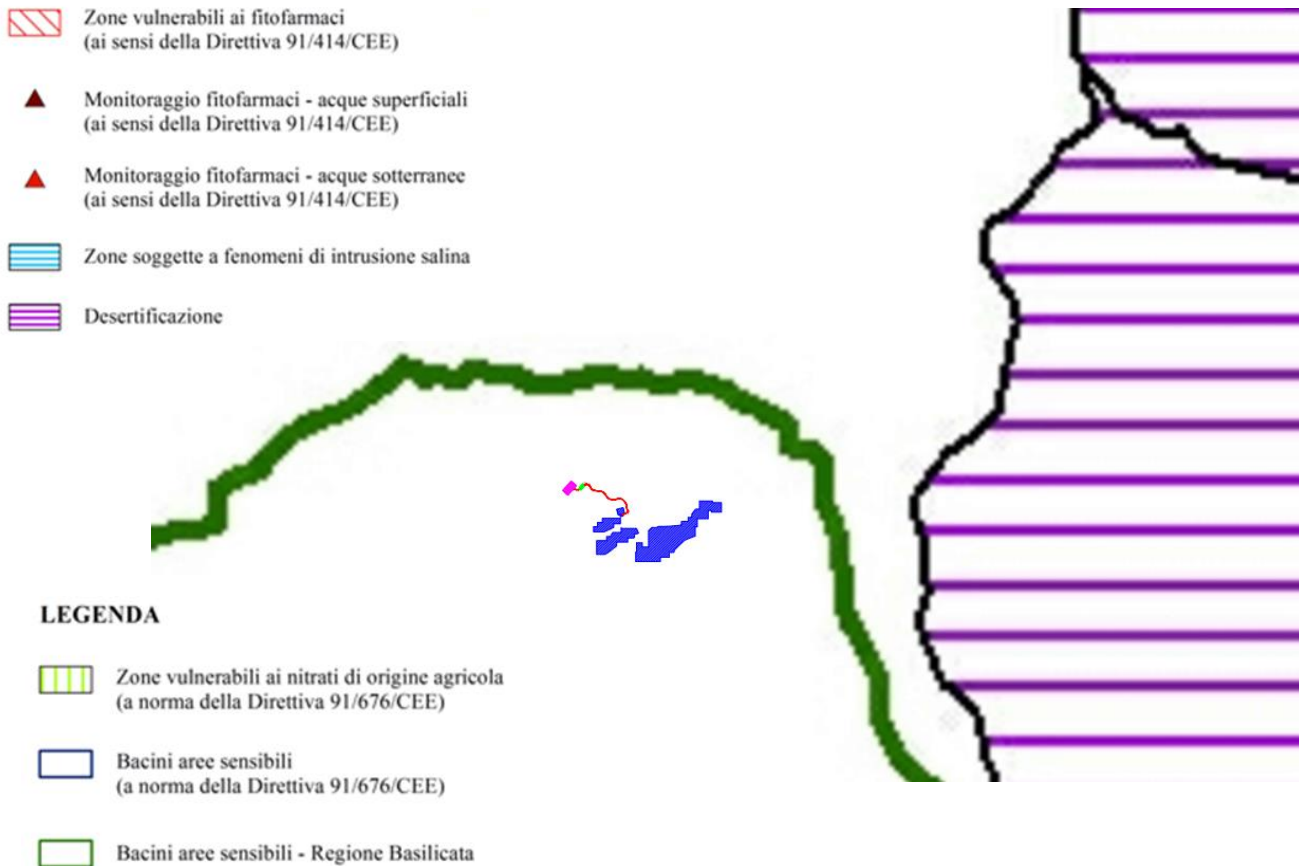 Zone vulnerabili ai fitofarmaci
(ai sensi della Direttiva 91/414/CEE)
Monitoraggio fitofarmaci - acque superficiali
(ai sensi della Direttiva 91/414/CEE)
Monitoraggio fitofarmaci - acque sotterranee
(ai sensi della Direttiva 91/414/CEE)
Zone soggette a fenomeni di intrusione salina
Desertificazione
LEGENDA
Zone vulnerabili ai nitrati di origine agricola
(a norma della Direttiva 91/676/CEE)
Bacini aree sensibili
(a norma della Direttiva 91/676/CEE)
Bacini aree sensibili - Regione Basilicata